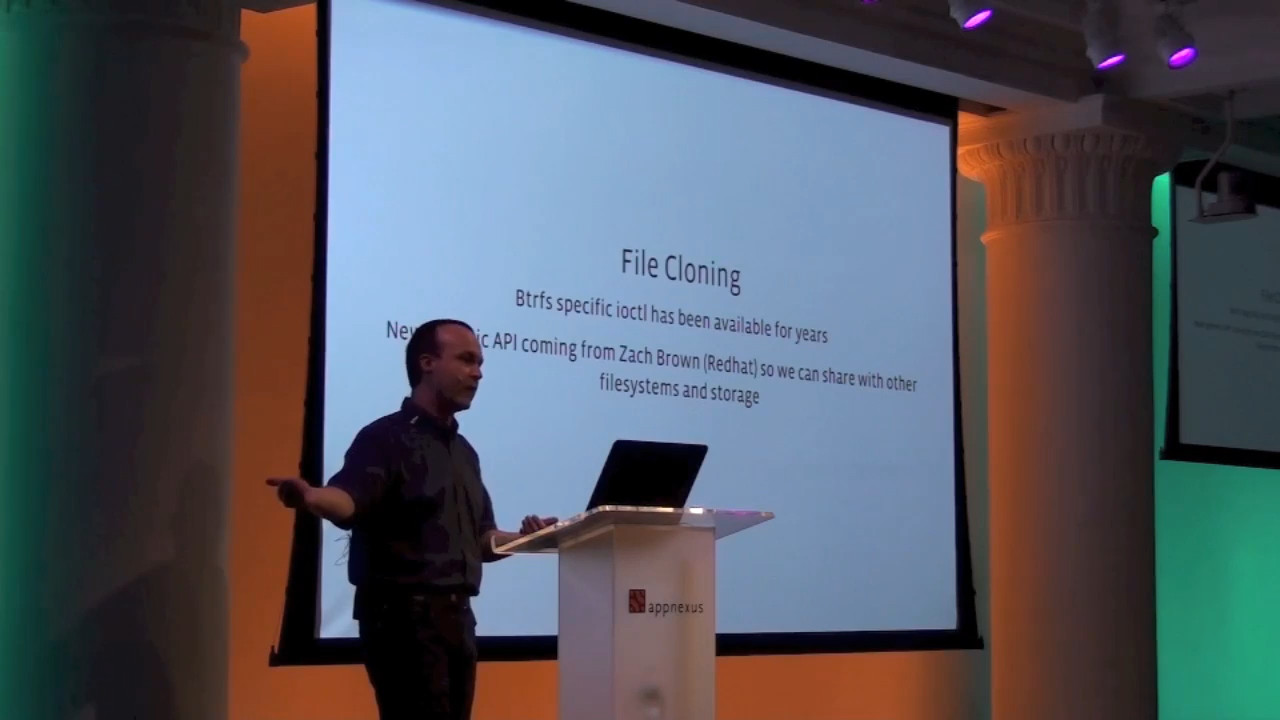 File Cloning
Btrfs specific ioctl has been available for years
API coming from Zach Brown (Redhat) so we can share with other
filesystems and storage
appnexus